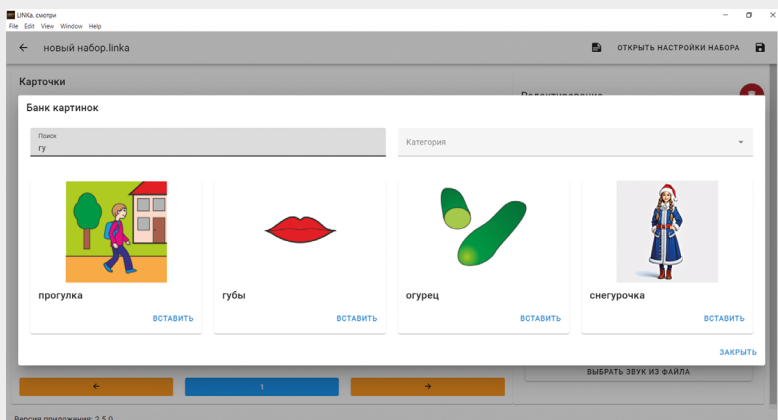 LINKa. смотри
File Edit View Window Help
новый набор.linka
ОТКРЫТЬ НАСТРОЙКИ НАБОРА
Карточки
Редактирование
Банк картинок
Поиск
гу
Категория
прогулка
ВСТАВИТЬ
губы
ВСТАВИТЬ
огурец
ВСТАВИТЬ
снегурочка
ВСТАВИТЬ
ЗАКРЫТЬ
ВЫБРАТЬ ЗВУК ИЗ ФАЙЛА
1
Версия приложения: 2.5.0